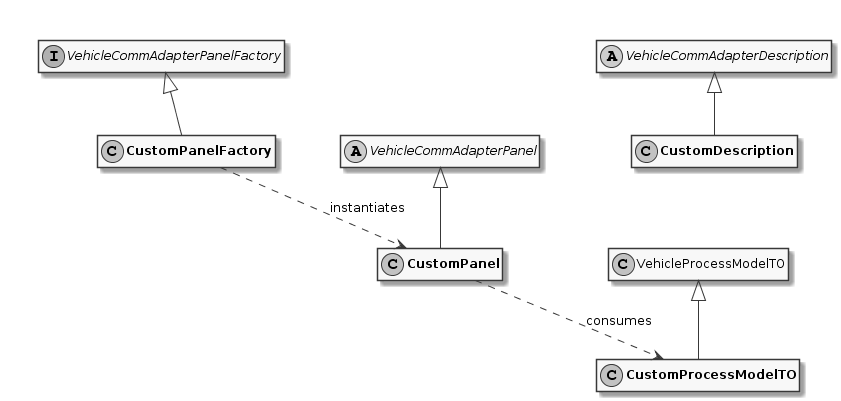 I VehicleCommAdapterPanelFactory
A VehicleCommAdapterDescription
C CustomPanelFactory
A VehicleCommAdapterPanel
C CustomDescription
instantiates
C CustomPanel
C VehicleProcessModelTO
consumes
C CustomProcessModelTO